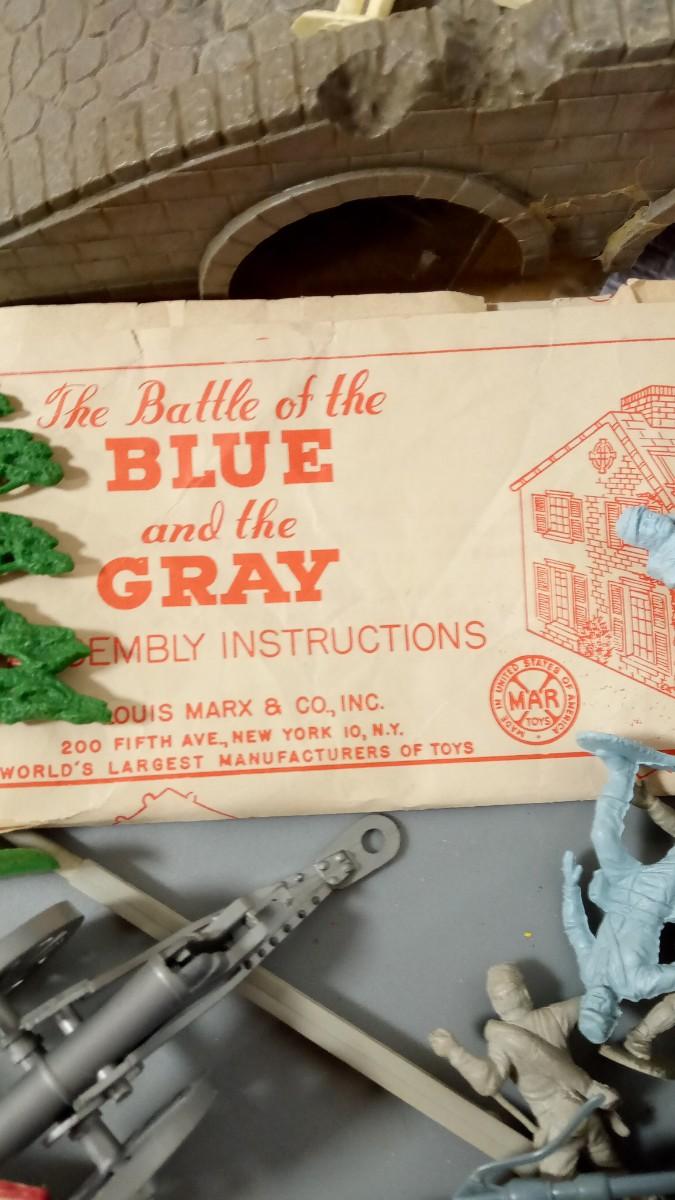 The Battle of the
BLUE
and the
GRAY
SEMBLY INSTRUCTIONS
LOUIS MARX & CO., INC.
200 FIFTH AVE., NEW YORK 10, N.Y.
WORLD'S LARGEST MANUFACTURERS OF TOYS
MADE IN UNITED STATES OF AMERICA
MAR
TOYS